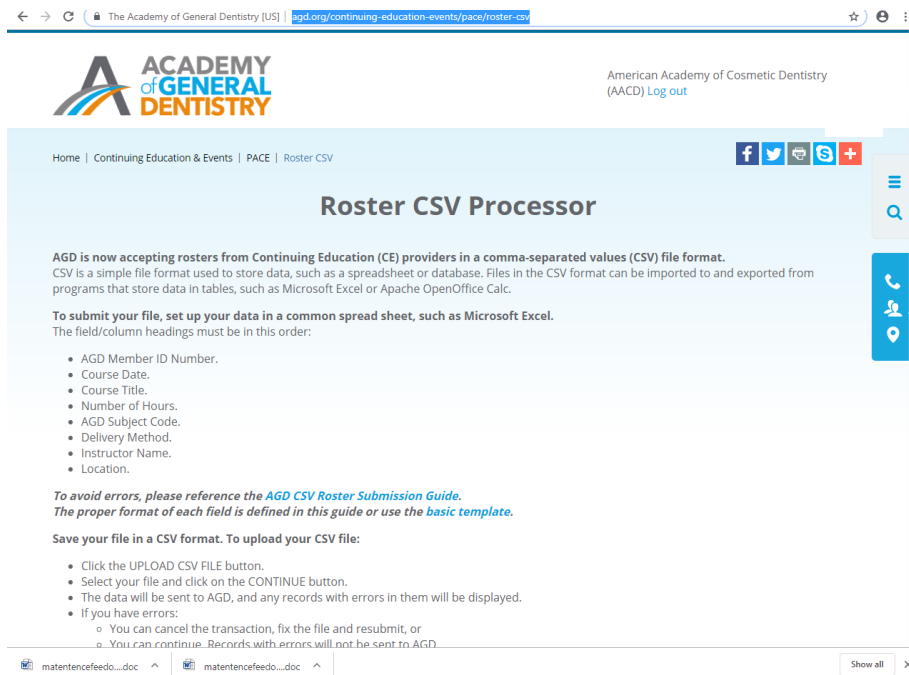 The Academy of General Dentistry [US] | agd.org/continuing-education-events/pace/roster-csv
ACADEMY
of GENERAL
DENTISTRY
American Academy of Cosmetic Dentistry
(AACD) Log out
Home | Continuing Education & Events | PACE | Roster CSV
Roster CSV Processor
AGD is now accepting rosters from Continuing Education (CE) providers in a comma-separated values (CSV) file format.
CSV is a simple file format used to store data, such as a spreadsheet or database. Files in the CSV format can be imported to and exported from
programs that store data in tables, such as Microsoft Excel or Apache OpenOffice Calc.
To submit your file, set up your data in a common spread sheet, such as Microsoft Excel.
The field/column headings must be in this order:
• AGD Member ID Number.
• Course Date.
• Course Title.
• Number of Hours.
• AGD Subject Code.
• Delivery Method.
• Instructor Name.
• Location.
To avoid errors, please reference the AGD CSV Roster Submission Guide.
The proper format of each field is defined in this guide or use the basic template.
Save your file in a CSV format. To upload your CSV file:
• Click the UPLOAD CSV FILE button.
• Select your file and click on the CONTINUE button.
• The data will be sent to AGD, and any records with errors in them will be displayed.
• If you have errors:
◦ You can cancel the transaction, fix the file and resubmit, or
◦ You can continue. Records with errors will not be sent to AGD
matentencefeedo....doc
matentencefeedo....doc
Show all